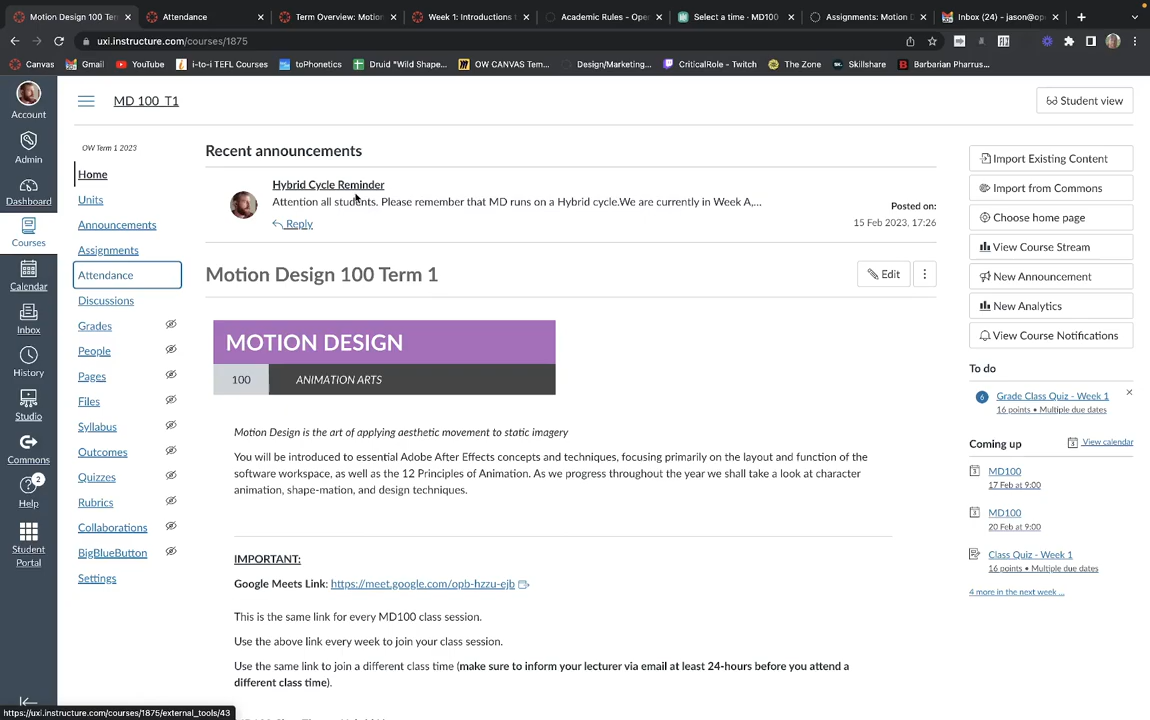 Motion Design 100 Ter
Attendance
Term Overview: Motion
Week 1: Introductions
Academic Rules - Ope
Select a time - MD100
Assignments: Motion D
Inbox (24) - jason@op
uxi.instructure.com/courses/1875
Canvas
Gmail
YouTube
i-to-i TEFL Courses
toPhonetics
Druid "Wild Shape...
OW CANVAS Tem...
Design/Marketing...
CriticalRole - Twitch
The Zone
Skillshare
Barbarian Pharrus...
Account
Admin
Dashboard
Courses
Calendar
Inbox
History
Studio
Commons
2
Help
Student
Portal
MD 100_T1
Student view
OW Term 1 2023
Home
Units
Announcements
Assignments
Attendance
Discussions
Grades
People
Pages
Files
Syllabus
Outcomes
Quizzes
Rubrics
Collaborations
BigBlueButton
Settings
Recent announcements
Hybrid Cycle Reminder
Attention all students. Please remember that MD runs on a Hybrid cycle.We are currently in Week A,...
Reply
Posted on:
15 Feb 2023, 17:26
Motion Design 100 Term 1
Edit
MOTION DESIGN
100
ANIMATION ARTS
Motion Design is the art of applying aesthetic movement to static imagery
You will be introduced to essential Adobe After Effects concepts and techniques, focusing primarily on the layout and function of the
software workspace, as well as the 12 Principles of Animation. As we progress throughout the year we shall take a look at character
animation, shape-mation, and design techniques.
IMPORTANT:
Google Meets Link: https://meet.google.com/opb-hzzu-ejb
This is the same link for every MD100 class session.
Use the above link every week to join your class session.
Use the same link to join a different class time (make sure to inform your lecturer via email at least 24-hours before you attend a
different class time).
Import Existing Content
Import from Commons
Choose home page
View Course Stream
New Announcement
New Analytics
View Course Notifications
To do
6
Grade Class Quiz - Week 1
16 points • Multiple due dates
Coming up
View calendar
MD100
17 Feb at 9:00
MD100
20 Feb at 9:00
Class Quiz - Week 1
16 points • Multiple due dates
4 more in the next week ...
https://uxi.instructure.com/courses/1875/external_tools/43